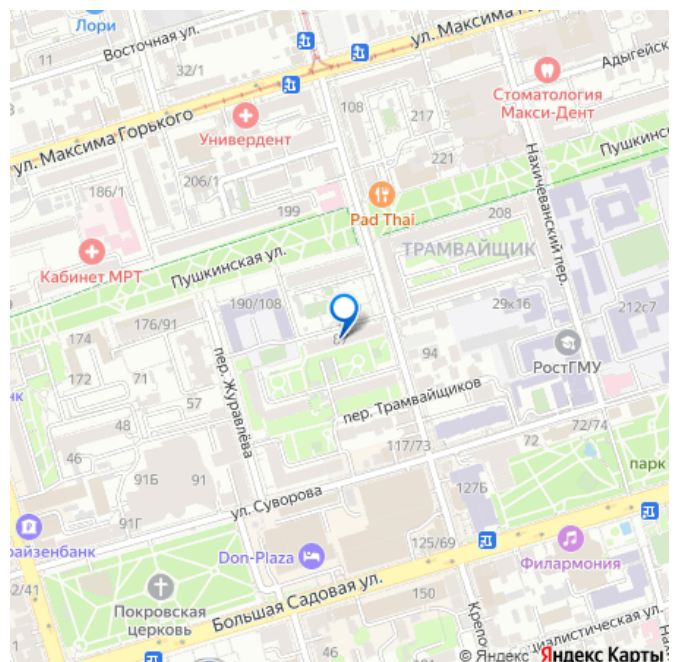 Лори
Восточная ул.
ул. Максима Го
11
32/1
Адыгейск
Стоматология
Макси-Дент
108
217
ул. Максима Горького
Универдент
221
Пушкинск
206/1
186/1
199
Pad Thai
208
Нахичеванский пер.
ТРАМВАЙЩИК
Кабинет МРТ
Пушкинская ул.
190/108
29к16
212с7
176/91
174
94
РостГМУ
172
71
пер. Журавлёва
нк
57
пер. Трамвайщиков
48
72/74
117/73
72
46
91Б
91
парк
ул. Суворова
127Б
91Г
айзенбанк
Don-Plaza
125/69
Филармония
2/41
Покровская
церковь
Большая Садовая ул.
150
Крепо
циалистическая ул.
46
© Яндекс Яндекс Карты